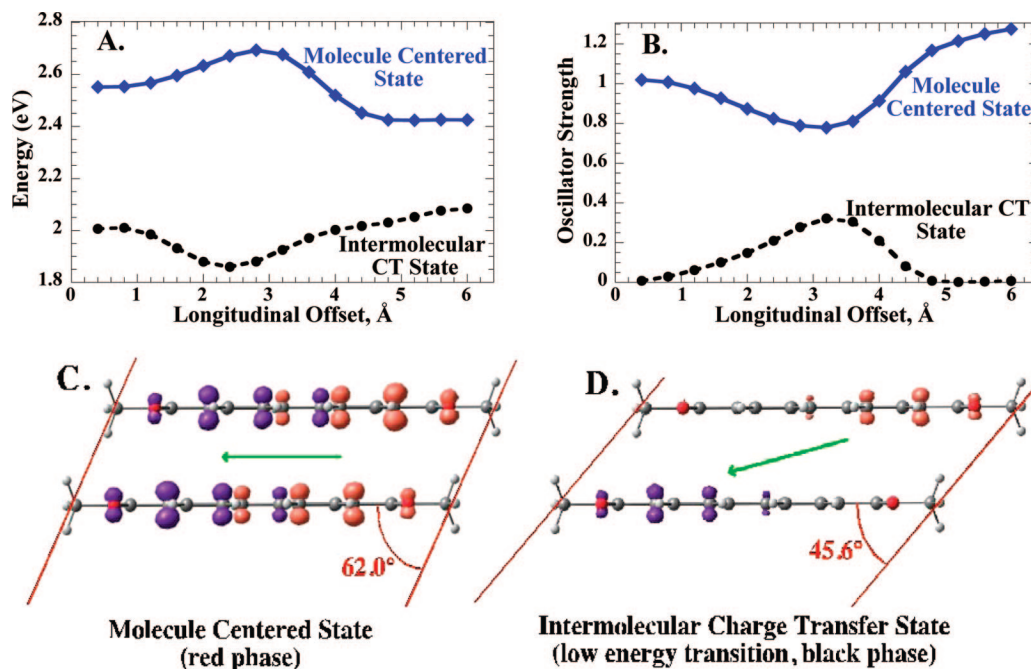 A.
Molecule Centered
State
Intermolecular
CT State
Energy (eV)
2.8
2.6
2.4
2.2
2
1.8
0 1 2 3 4 5 6
Longitudinal Offset, Å
B.
Molecule
Centered State
Intermolecular CT
State
Oscillator Strength
1.2
1
0.8
0.6
0.4
0.2
0
0 1 2 3 4 5 6
Longitudinal Offset, Å
C.
62.0°
Molecule Centered State
(red phase)
D.
45.6°
Intermolecular Charge Transfer State
(low energy transition, black phase)